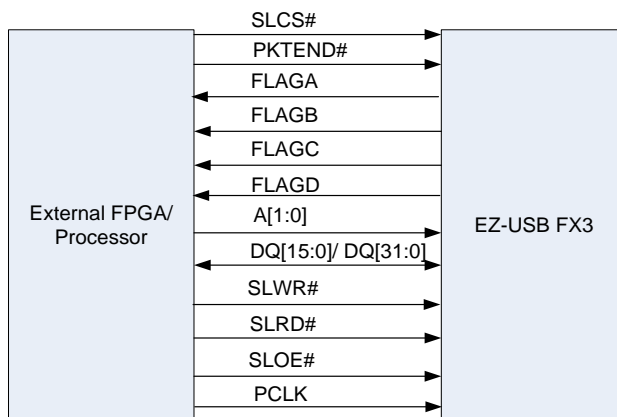 SLCS#
PKTEND#
FLAGA
FLAGB
FLAGC
FLAGD
External FPGA/
Processor
A[1:0]
EZ-USB FX3
DQ[15:0]/ DQ[31:0]
SLWR#
SLRD#
SLOE#
PCLK